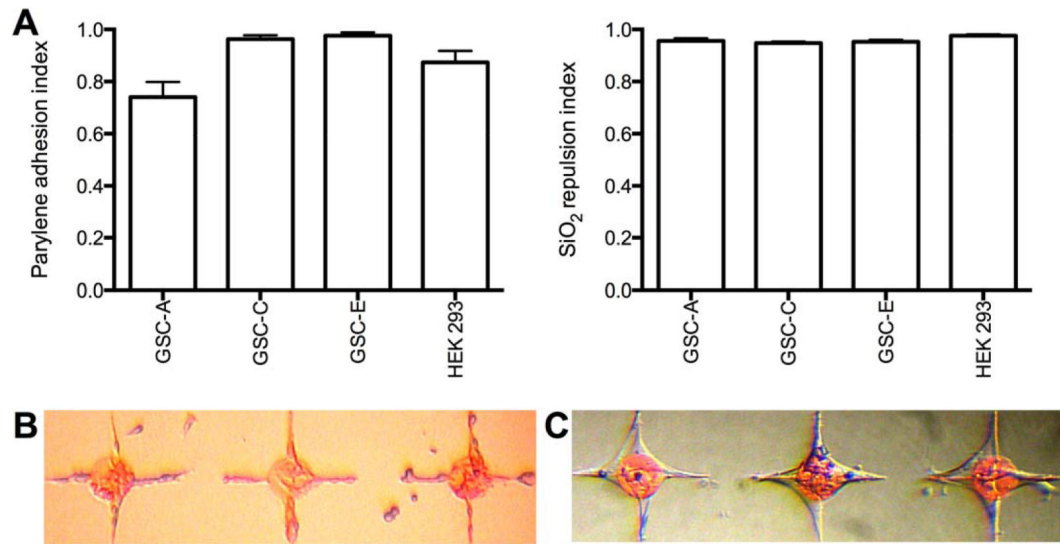 A
Parylene adhesion index
1.0
0.8
0.6
0.4
0.2
0.0
GSC-A
GSC-C
GSC-E
HEK 293
SiO₂ repulsion index
1.0
0.8
0.6
0.4
0.2
0.0
GSC-A
GSC-C
GSC-E
HEK 293
B
C